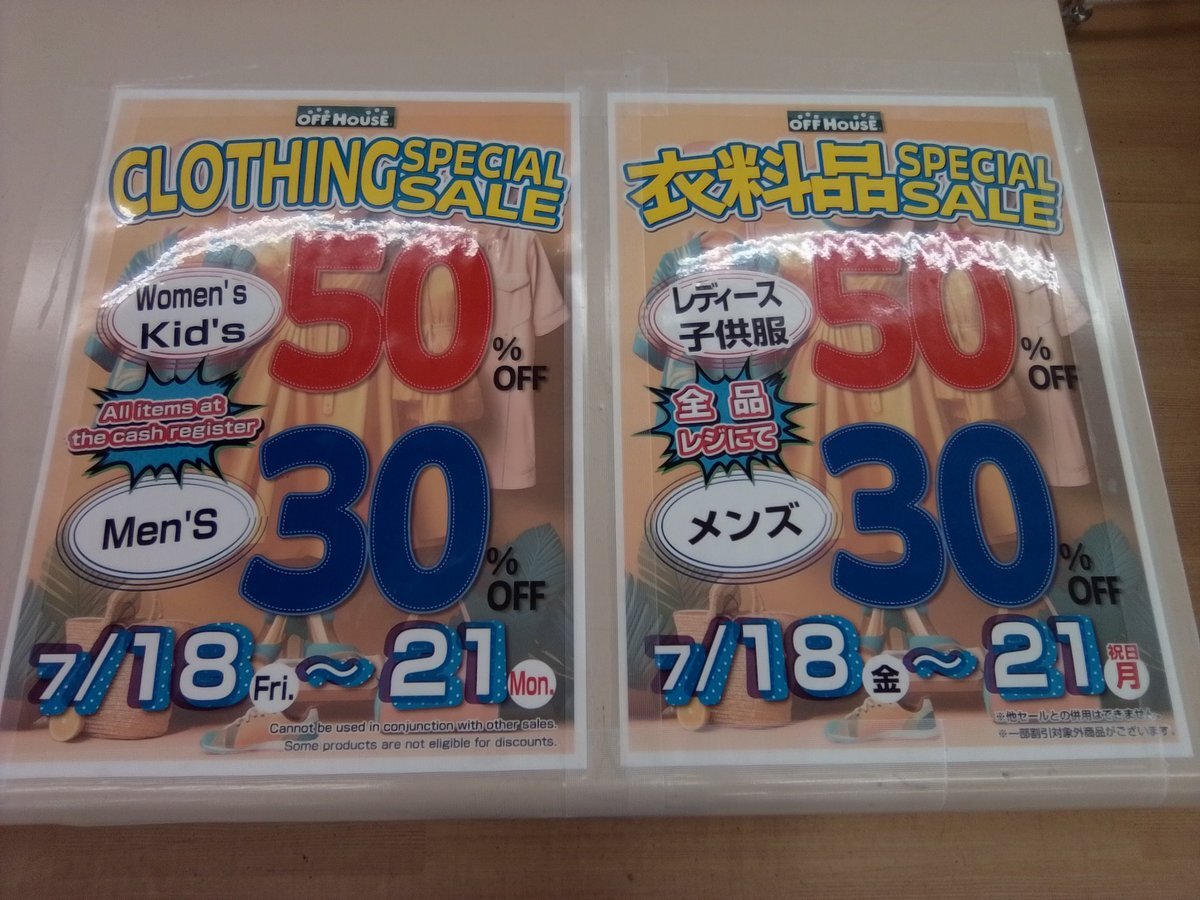 OFF HOUSE
CLOTHING SPECIAL SALE
Women's
Kid's
50% OFF
All items at
the cash register
Men'S
30% OFF
7/18 Fri. ～ 21 Mon.
Cannot be used in conjunction with other sales.
Some products are not eligible for discounts.
OFF HOUSE
衣料品 SPECIAL SALE
レディース
子供服
50% OFF
全品
レジにて
メンズ
30% OFF
7/18 金 ～ 21 祝日 月
※他セールとの併用はできません。
※一部割引対象外商品がございます。